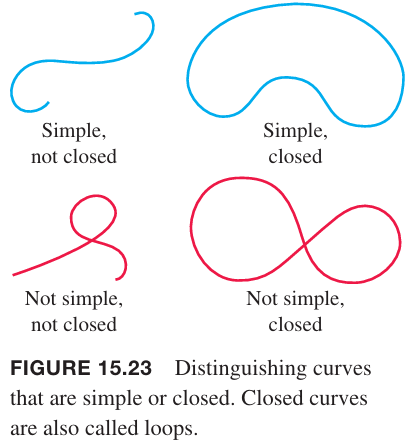 Simple,
not closed
Simple,
closed
Not simple,
not closed
Not simple,
closed
FIGURE 15.23 Distinguishing curves
that are simple or closed. Closed curves
are also called loops.